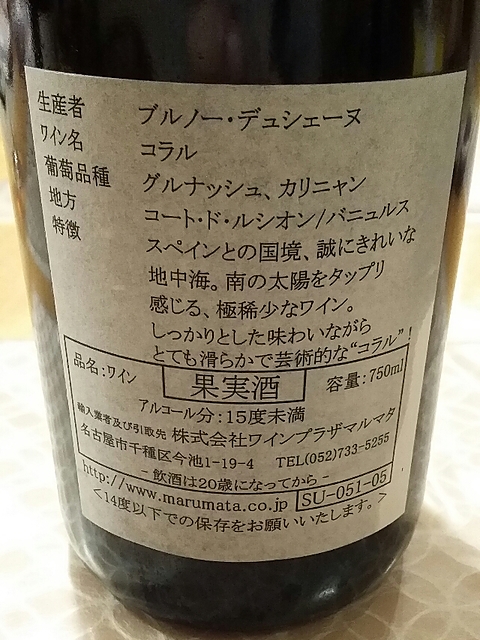 生産者 ブルノー・デュシェーヌ
ワイン名 コラル
葡萄品種 グルナッシュ、カリニャン
地方 コート・ド・ルシオン/バニュルス
特徴 スペインとの国境、誠にきれいな
地中海。南の太陽をタップリ
感じる、極稀少なワイン。
しっかりとした味わいながら
とても滑らかで芸術的な“コラル”!
品名:ワイン 果実酒 容量:750ml
アルコール分:15度未満
輸入業者及び引取先 株式会社ワインプラザマルマタ
名古屋市千種区今池1-19-4 TEL(052)733-5255
-飲酒は20歳になってから-
http://www.marumata.co.jp SU-051-05
<14度以下での保存をお願いいたします。>